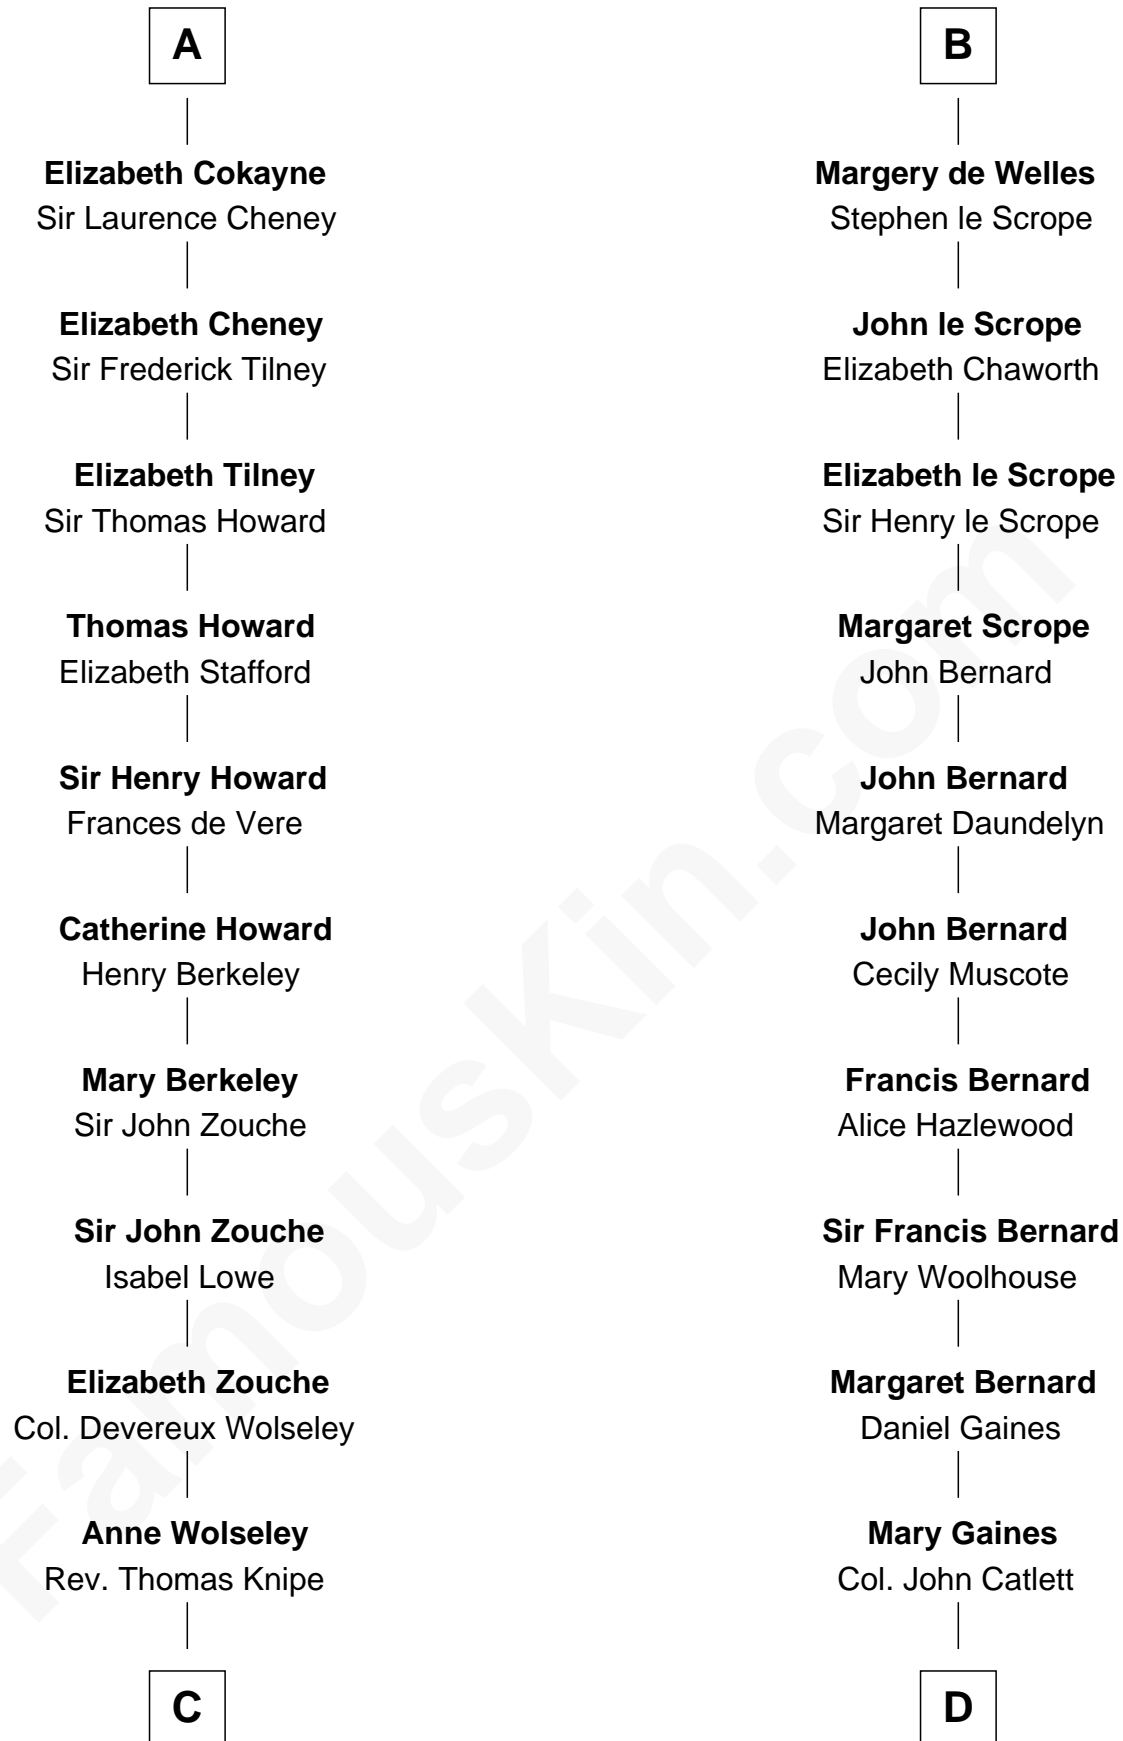 A
Elizabeth Cokayne
Sir Laurence Cheney
Elizabeth Cheney
Sir Frederick Tilney
Elizabeth Tilney
Sir Thomas Howard
Thomas Howard
Elizabeth Stafford
Sir Henry Howard
Frances de Vere
Catherine Howard
Henry Berkeley
Mary Berkeley
Sir John Zouche
Sir John Zouche
Isabel Lowe
Elizabeth Zouche
Col. Devereux Wolseley
Anne Wolseley
Rev. Thomas Knipe
C
B
Margery de Welles
Stephen le Scrope
John le Scrope
Elizabeth Chaworth
Elizabeth le Scrope
Sir Henry le Scrope
Margaret Scrope
John Bernard
John Bernard
Margaret Daundelyn
John Bernard
Cecily Muscote
Francis Bernard
Alice Hazlewood
Sir Francis Bernard
Mary Woolhouse
Margaret Bernard
Daniel Gaines
Mary Gaines
Col. John Catlett
D
FamousKin.com